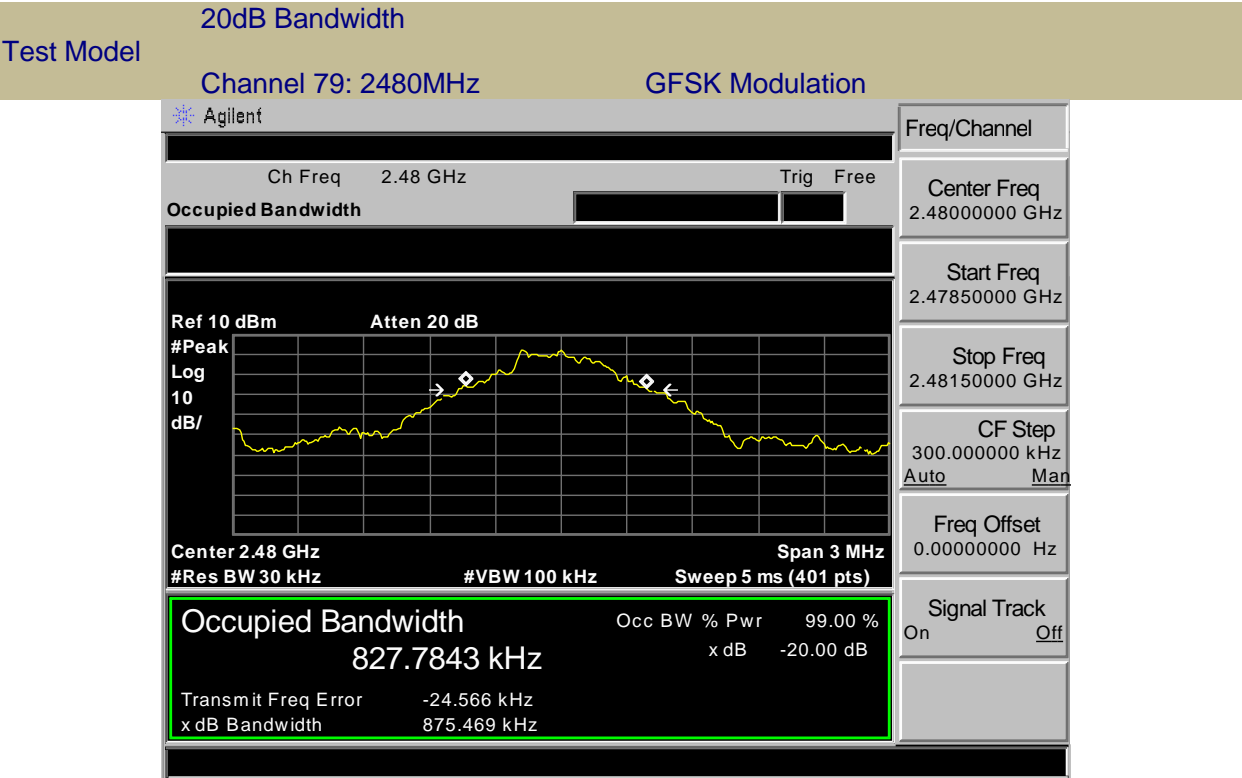 20dB Bandwidth
Test Model
Channel 79: 2480MHz GFSK Modulation
Agilent
Freq/Channel
Ch Freq 2.48 GHz Trig Free
Occupied Bandwidth
Center Freq
2.48000000 GHz
Start Freq
2.47850000 GHz
Ref 10 dBm Atten 20 dB
#Peak
Log
10
dB/
Stop Freq
2.48150000 GHz
CF Step
300.000000 kHz
Auto Man
Freq Offset
0.00000000 Hz
Center 2.48 GHz Span 3 MHz
#Res BW 30 kHz #VBW 100 kHz Sweep 5 ms (401 pts)
Signal Track
On Off
Occupied Bandwidth
827.7843 kHz
Occ BW % Pwr 99.00 %
x dB -20.00 dB
Transmit Freq Error -24.566 kHz
x dB Bandwidth 875.469 kHz